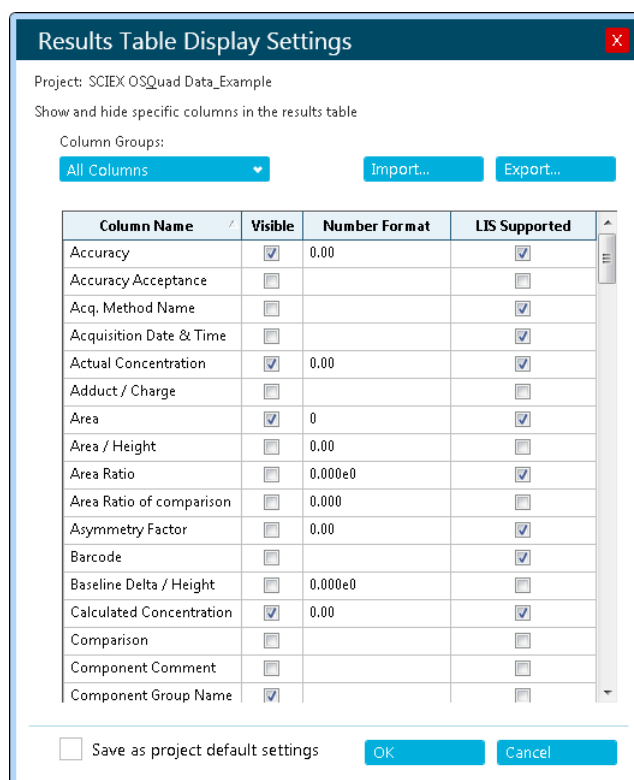 Results Table Display Settings X
Project: SCIEX OSQuad Data_Example
Show and hide specific columns in the results table
Column Groups:
All Columns Import... Export...
Column Name Visible Number Format LIS Supported
Accuracy 0.00
Accuracy Acceptance
Acq. Method Name
Acquisition Date & Time
Actual Concentration 0.00
Adduct / Charge
Area 0
Area / Height 0.00
Area Ratio 0.000e0
Area Ratio of comparison 0.000
Asymmetry Factor 0.00
Barcode
Baseline Delta / Height 0.000e0
Calculated Concentration 0.00
Comparison
Component Comment
Component Group Name
Save as project default settings OK Cancel